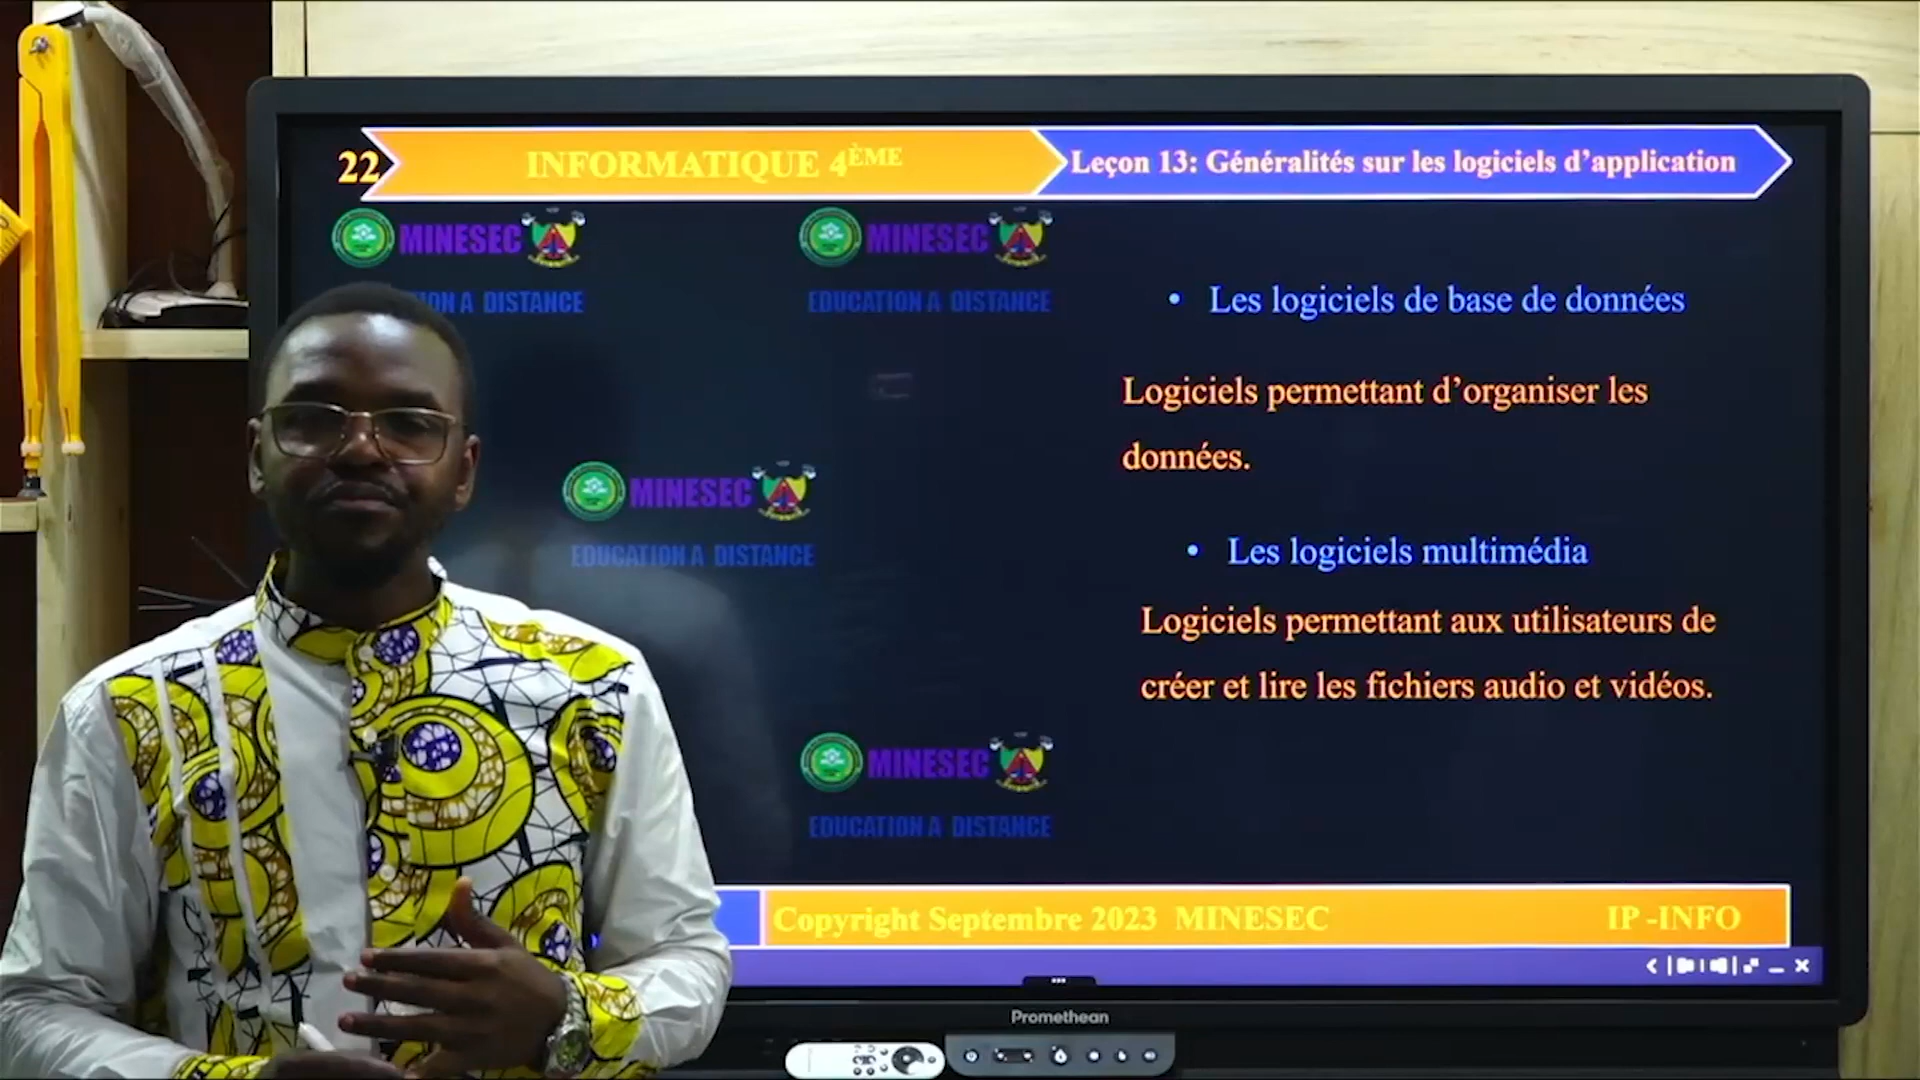 22
INFORMATIQUE 4ÈME
Leçon 13: Généralités sur les logiciels d’application
MINESEC
MINESEC
ION A DISTANCE
EDUCATION A DISTANCE
• Les logiciels de base de données
Logiciels permettant d’organiser les
données.
MINESEC
EDUCATION A DISTANCE
• Les logiciels multimédia
Logiciels permettant aux utilisateurs de
créer et lire les fichiers audio et vidéos.
MINESEC
EDUCATION A DISTANCE
Copyright Septembre 2023 MINESEC
IP -INFO
Promethean